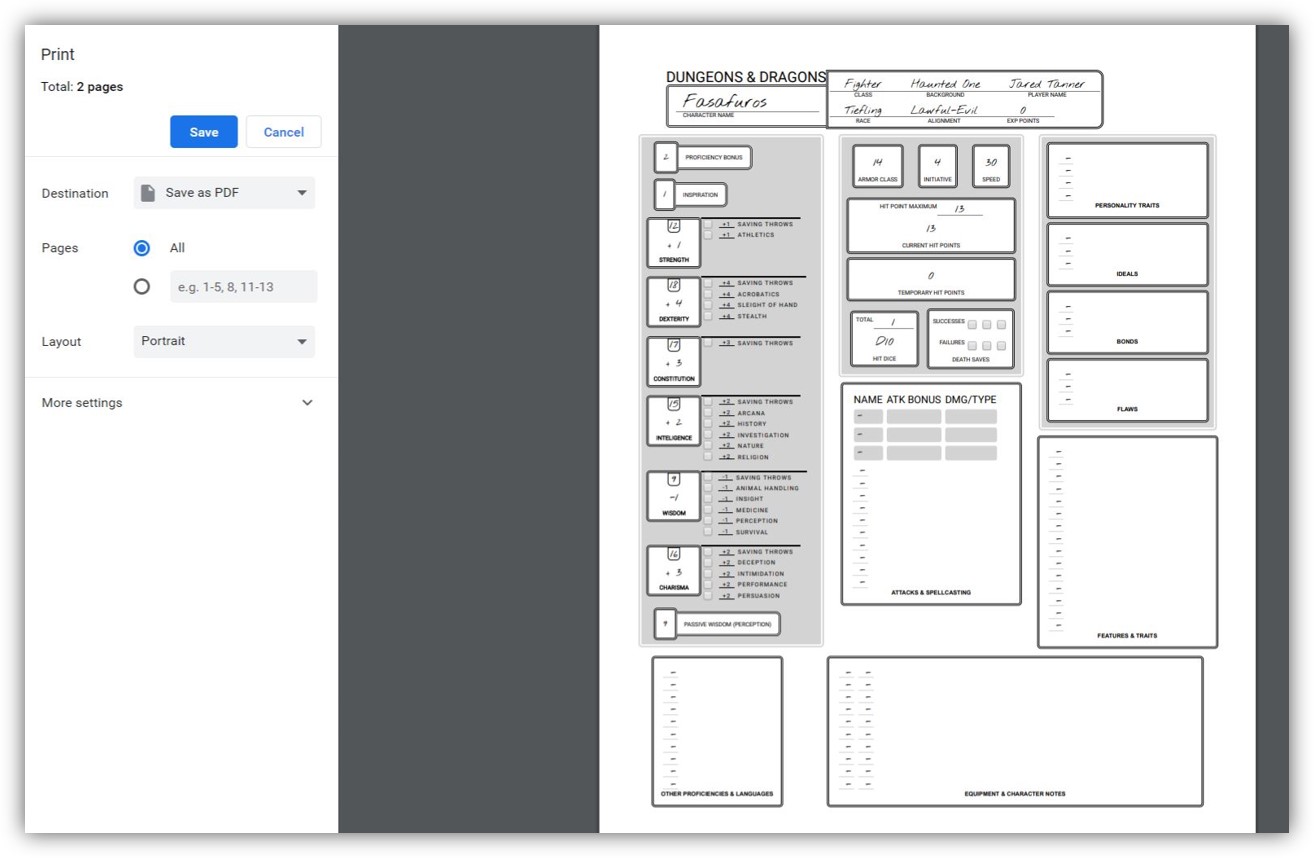 Print
Total: 2 pages
Save
Cancel
Destination
Save as PDF
Pages
All
e.g. 1-5, 8, 11-13
Layout
Portrait
More settings
DUNGEONS & DRAGONS
Fasafuros
CHARACTER NAME
Fighter Haunted One Jared Tanner
CLASS BACKGROUND PLAYER NAME
Tiefling Lawful-Evil 0
RACE ALIGNMENT EXP POINTS
2 PROFICIENCY BONUS
1 INSPIRATION
12
+ 1
STRENGTH
+1 SAVING THROWS
+1 ATHLETICS
18
+ 4
DEXTERITY
+4 SAVING THROWS
+4 ACROBATICS
+4 SLEIGHT OF HAND
+4 STEALTH
17
+ 3
CONSTITUTION
+3 SAVING THROWS
15
+ 2
INTELIGENCE
+2 SAVING THROWS
+2 ARCANA
+2 HISTORY
+2 INVESTIGATION
+2 NATURE
+2 RELIGION
9
-1
WISDOM
-1 SAVING THROWS
-1 ANIMAL HANDLING
-1 INSIGHT
-1 MEDICINE
-1 PERCEPTION
-1 SURVIVAL
16
+ 3
CHARISMA
+2 SAVING THROWS
+2 DECEPTION
+2 INTIMIDATION
+2 PERFORMANCE
+2 PERSUASION
9 PASSIVE WISDOM (PERCEPTION)
14 4 30
ARMOR CLASS INITIATIVE SPEED
HIT POINT MAXIMUM 13
13
CURRENT HIT POINTS
0
TEMPORARY HIT POINTS
TOTAL 1
D10
HIT DICE
SUCCESSES
FAILURES
DEATH SAVES
NAME ATK BONUS DMG/TYPE
ATTACKS & SPELLCASTING
PERSONALITY TRAITS
IDEALS
BONDS
FLAWS
FEATURES & TRAITS
OTHER PROFICIENCIES & LANGUAGES
EQUIPMENT & CHARACTER NOTES